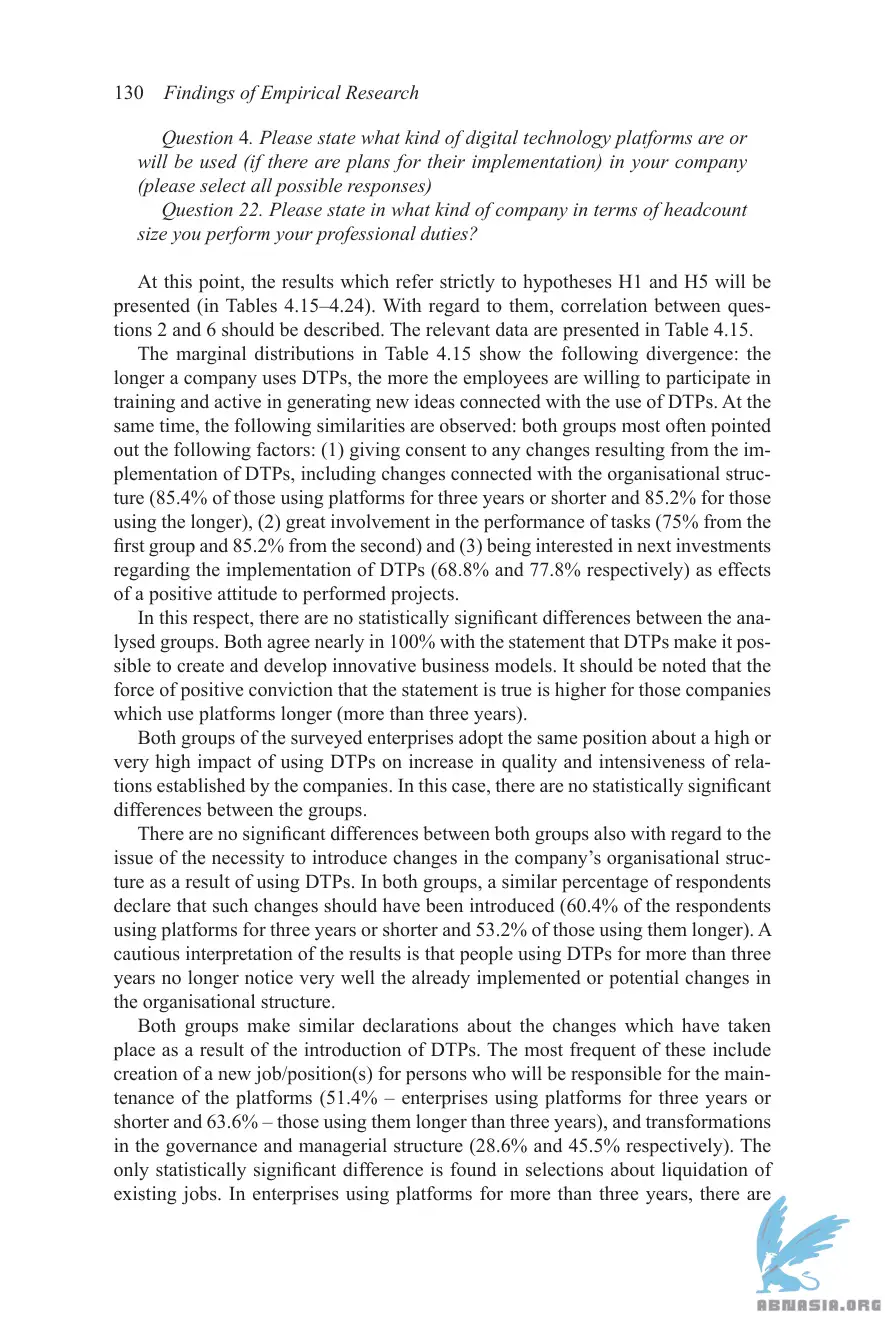 130 Findings of Empirical Research
Question 4. Please state what kind of digital technology platforms are or
will be used (if there are plans for their implementation) in your company
(please select all possible responses)
Question 22. Please state in what kind of company in terms of headcount
size you perform your professional duties?
At this point, the results which refer strictly to hypotheses H1 and H5 will be
presented (in Tables 4.15–4.24). With regard to them, correlation between ques-
tions 2 and 6 should be described. The relevant data are presented in Table 4.15.
The marginal distributions in Table 4.15 show the following divergence: the
longer a company uses DTPs, the more the employees are willing to participate in
training and active in generating new ideas connected with the use of DTPs. At the
same time, the following similarities are observed: both groups most often pointed
out the following factors: (1) giving consent to any changes resulting from the im-
plementation of DTPs, including changes connected with the organisational struc-
ture (85.4% of those using platforms for three years or shorter and 85.2% for those
using the longer), (2) great involvement in the performance of tasks (75% from the
first group and 85.2% from the second) and (3) being interested in next investments
regarding the implementation of DTPs (68.8% and 77.8% respectively) as effects
of a positive attitude to performed projects.
In this respect, there are no statistically significant differences between the ana-
lysed groups. Both agree nearly in 100% with the statement that DTPs make it pos-
sible to create and develop innovative business models. It should be noted that the
force of positive conviction that the statement is true is higher for those companies
which use platforms longer (more than three years).
Both groups of the surveyed enterprises adopt the same position about a high or
very high impact of using DTPs on increase in quality and intensiveness of rela-
tions established by the companies. In this case, there are no statistically significant
differences between the groups.
There are no significant differences between both groups also with regard to the
issue of the necessity to introduce changes in the company’s organisational struc-
ture as a result of using DTPs. In both groups, a similar percentage of respondents
declare that such changes should have been introduced (60.4% of the respondents
using platforms for three years or shorter and 53.2% of those using them longer). A
cautious interpretation of the results is that people using DTPs for more than three
years no longer notice very well the already implemented or potential changes in
the organisational structure.
Both groups make similar declarations about the changes which have taken
place as a result of the introduction of DTPs. The most frequent of these include
creation of a new job/position(s) for persons who will be responsible for the main-
tenance of the platforms (51.4% – enterprises using platforms for three years or
shorter and 63.6% – those using them longer than three years), and transformations
in the governance and managerial structure (28.6% and 45.5% respectively). The
only statistically significant difference is found in selections about liquidation of
existing jobs. In enterprises using platforms for more than three years, there are
ABNASIA.ORG